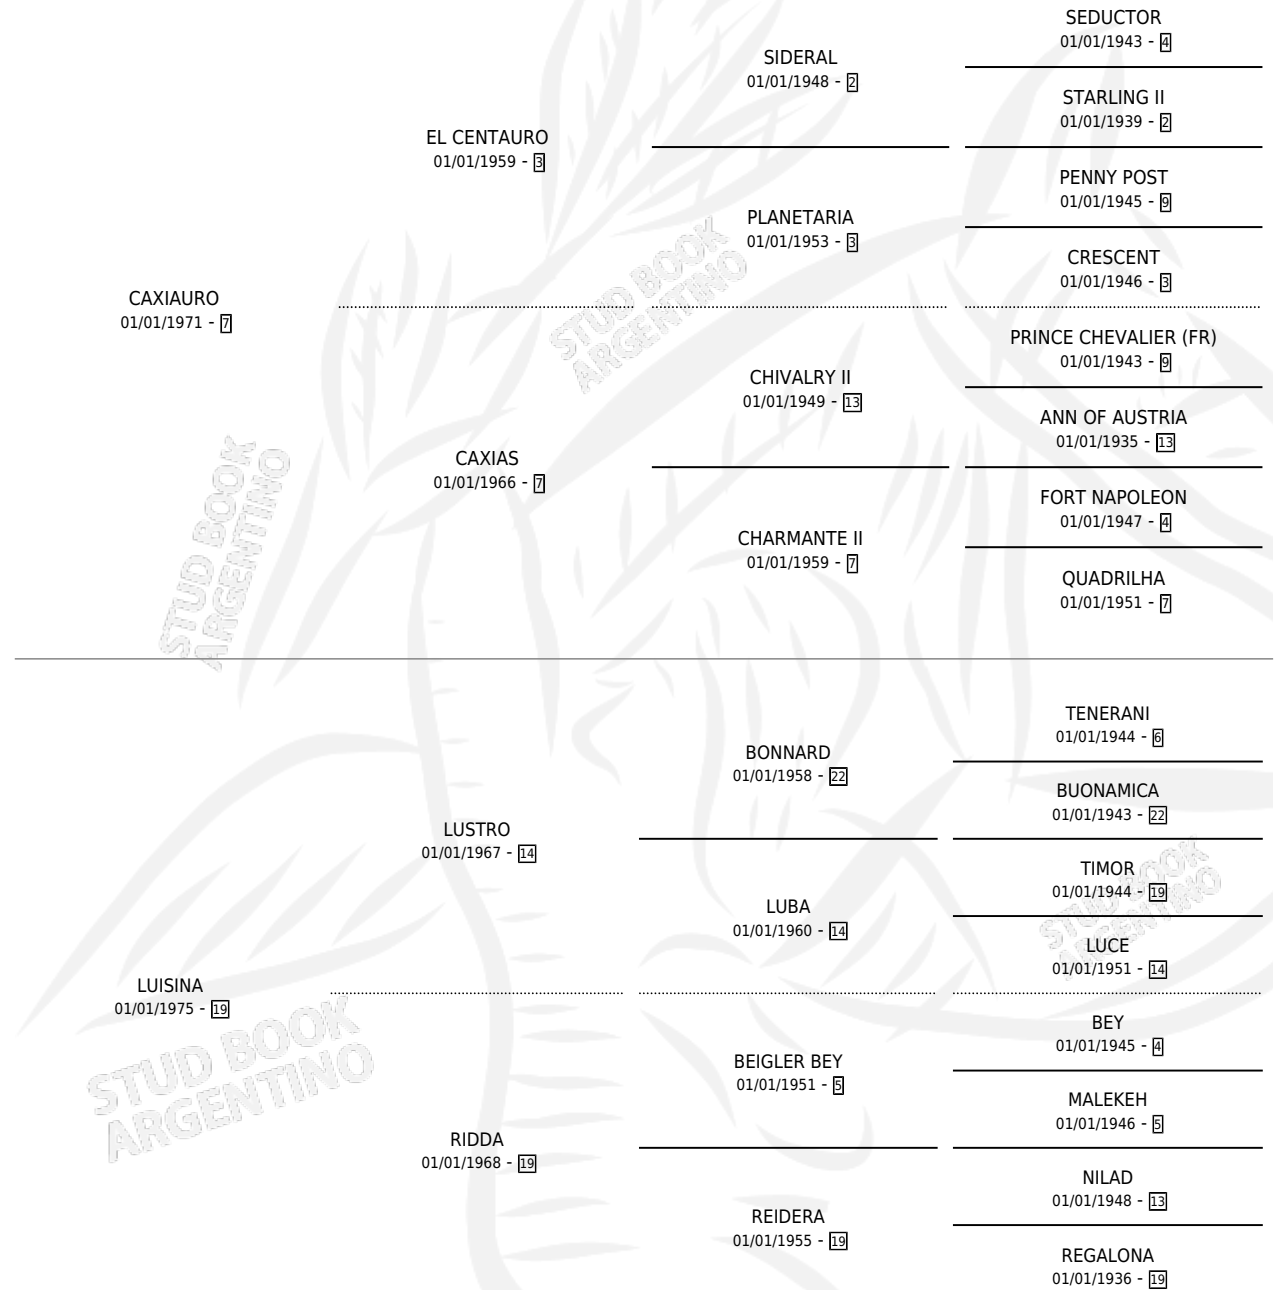 SEDUCTOR
01/01/1943 - 4
SIDERAL
01/01/1948 - 2
STARLING II
01/01/1939 - 2
EL CENTAURO
01/01/1959 - 3
PENNY POST
01/01/1945 - 9
PLANETARIA
01/01/1953 - 3
CRESCENT
01/01/1946 - 3
CAXIAURO
01/01/1971 - 7
PRINCE CHEVALIER (FR)
01/01/1943 - 9
CHIVALRY II
01/01/1949 - 13
ANN OF AUSTRIA
01/01/1935 - 13
CAXIAS
01/01/1966 - 7
FORT NAPOLEON
01/01/1947 - 4
CHARMANTE II
01/01/1959 - 7
QUADRILHA
01/01/1951 - 7
STUD BOOK
ARGENTINO
STUD BOOK
ARGENTINO
TENERANI
01/01/1944 - 6
BONNARD
01/01/1958 - 22
BUONAMICA
01/01/1943 - 22
LUSTRO
01/01/1967 - 14
TIMOR
01/01/1944 - 19
LUBA
01/01/1960 - 14
LUCE
01/01/1951 - 14
LUISINA
01/01/1975 - 19
BEY
01/01/1945 - 4
BEIGLER BEY
01/01/1951 - 5
MALEKEH
01/01/1946 - 5
RIDDA
01/01/1968 - 19
NILAD
01/01/1948 - 13
REIDERA
01/01/1955 - 19
REGALONA
01/01/1936 - 19
STUD BOOK
ARGENTINO
STUD BOOK
ARGENTINO